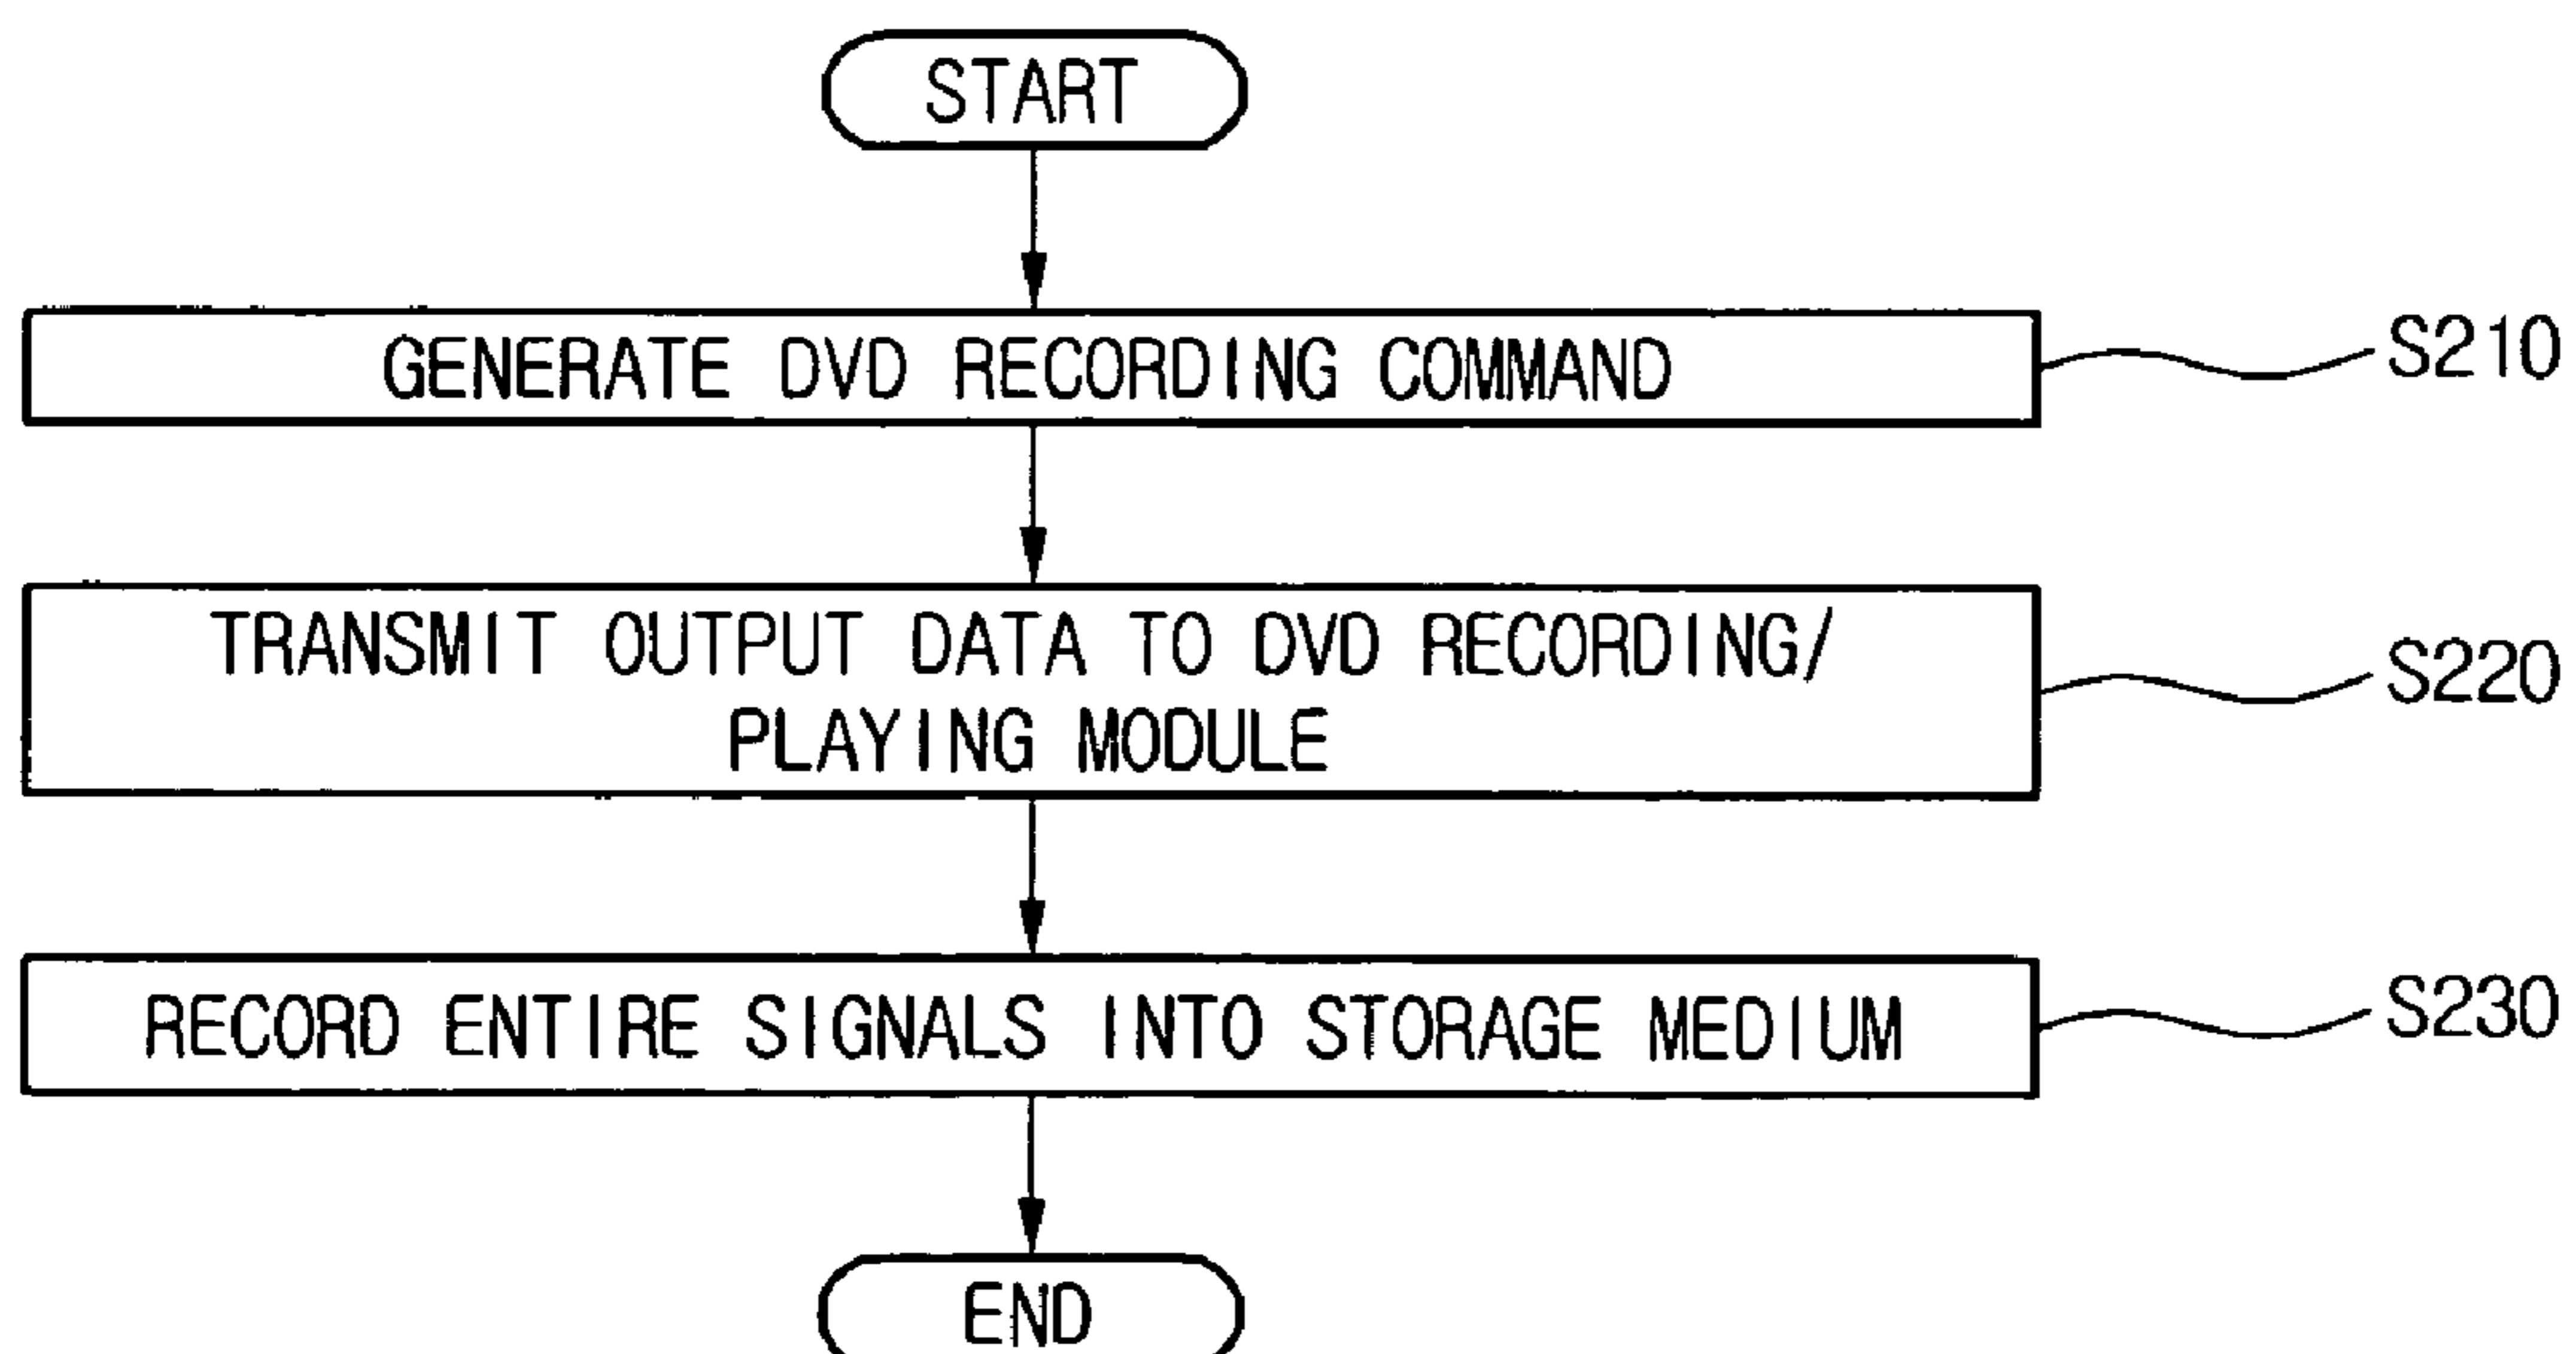 START
GENERATE DVD RECORDING COMMAND
S210
TRANSMIT OUTPUT DATA TO DVD RECORDING/
PLAYING MODULE
S220
RECORD ENTIRE SIGNALS INTO STORAGE MEDIUM
S230
END